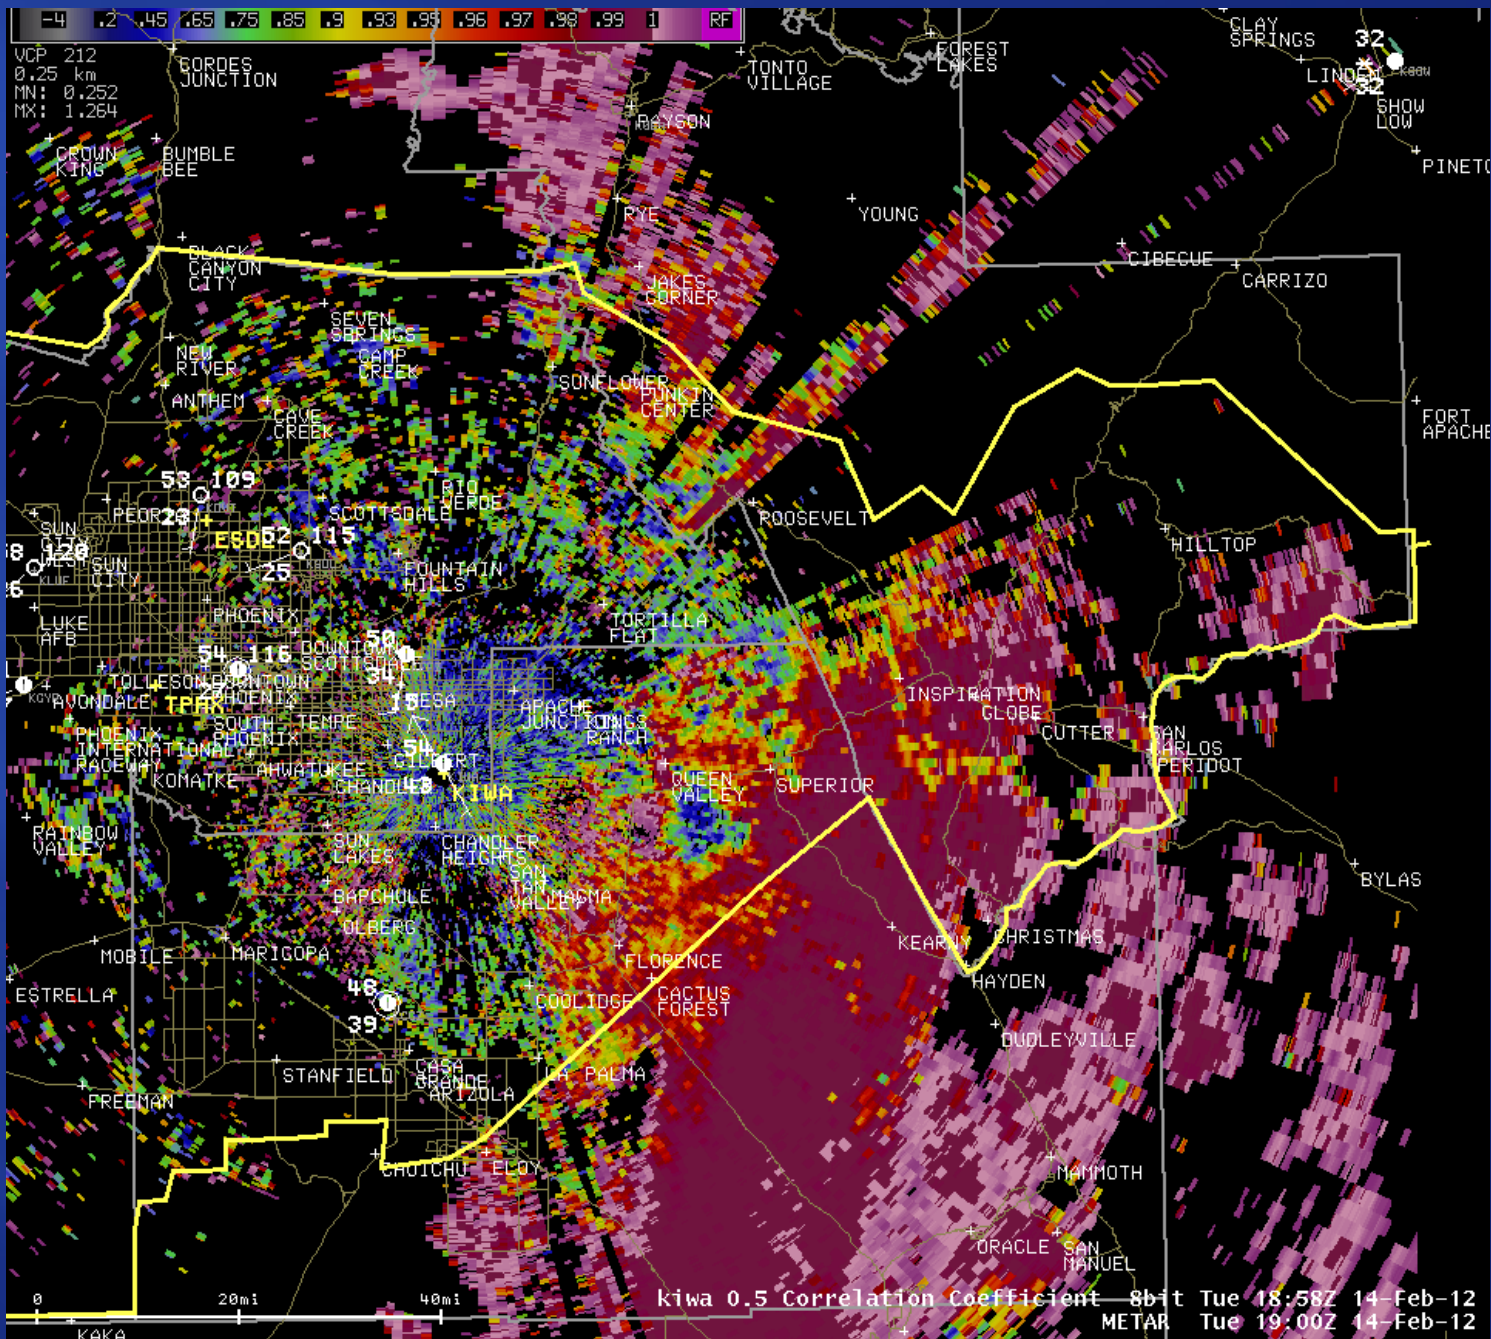 -4 .2 .45 .65 .75 .85 .9 .93 .95 .96 .97 .98 .99 1 RF
VCP 212
0.25 km
MN: 0.252
MX: 1.264
CORDES
JUNCTION
TONTO
VILLAGE
FOREST
LAKES
CLAY
SPRINGS
32
LINDEN
32
SHOW
LOW
PAYSON
CROWN
KING
BUMBLE
BEE
PINETO
RYE
YOUNG
BLACK
CANYON
CITY
CIBECUE
CARRIZO
JAKES
CORNER
SEVEN
SPRINGS
NEW
RIVER
CAMP
CREEK
SUNFLOWER
PUNKIN
CENTER
ANTHEM
CAVE
CREEK
FORT
APACHE
53 109
RIO
VERDE
PEORIA
SCOTTSDALE
ROOSEVELT
SUN
CITY
WEST
ESDL
52 115
HILLTOP
120
SUN
CITY
25
FOUNTAIN
HILLS
PHOENIX
LUKE
AFB
TORTILLA
FLAT
50
DOWNTOWN
SCOTTSDALE
54 116
34
TOLLESON
DOWNTOWN
PHOENIX
INSPIRATION
GLOBE
AVONDALE
TPHX
15
MESA
APACHE
JUNCTION
KINGS
RANCH
SOUTH
PHOENIX
TEMPE
CUTTER
SAN
CARLOS
PERIDOT
PHOENIX
INTERNATIONAL
RACEWAY
54
GILBERT
KOMATKE
AHWATUKEE
CHANDLER
43
KIWA
QUEEN
VALLEY
SUPERIOR
RAINBOW
VALLEY
SUN
LAKES
CHANDLER
HEIGHTS
SAN
TAN
VALLEY
MAGMA
BYLAS
BAPCHULE
OLBERG
MOBILE
MARICOPA
KEARNY
CHRISTMAS
FLORENCE
ESTRELLA
48
39
COOLIDGE
CACTUS
FOREST
HAYDEN
DUDLEYVILLE
STANFIELD
CASA
GRANDE
ARIZOLA
LA PALMA
FREEMAN
CHUICHU
ELOY
MAMMOTH
ORACLE
SAN
MANUEL
0 20mi 40mi
kiwa 0.5 Correlation Coefficient 8bit Tue 18:58Z 14-Feb-12
METAR Tue 19:00Z 14-Feb-12
KAKA